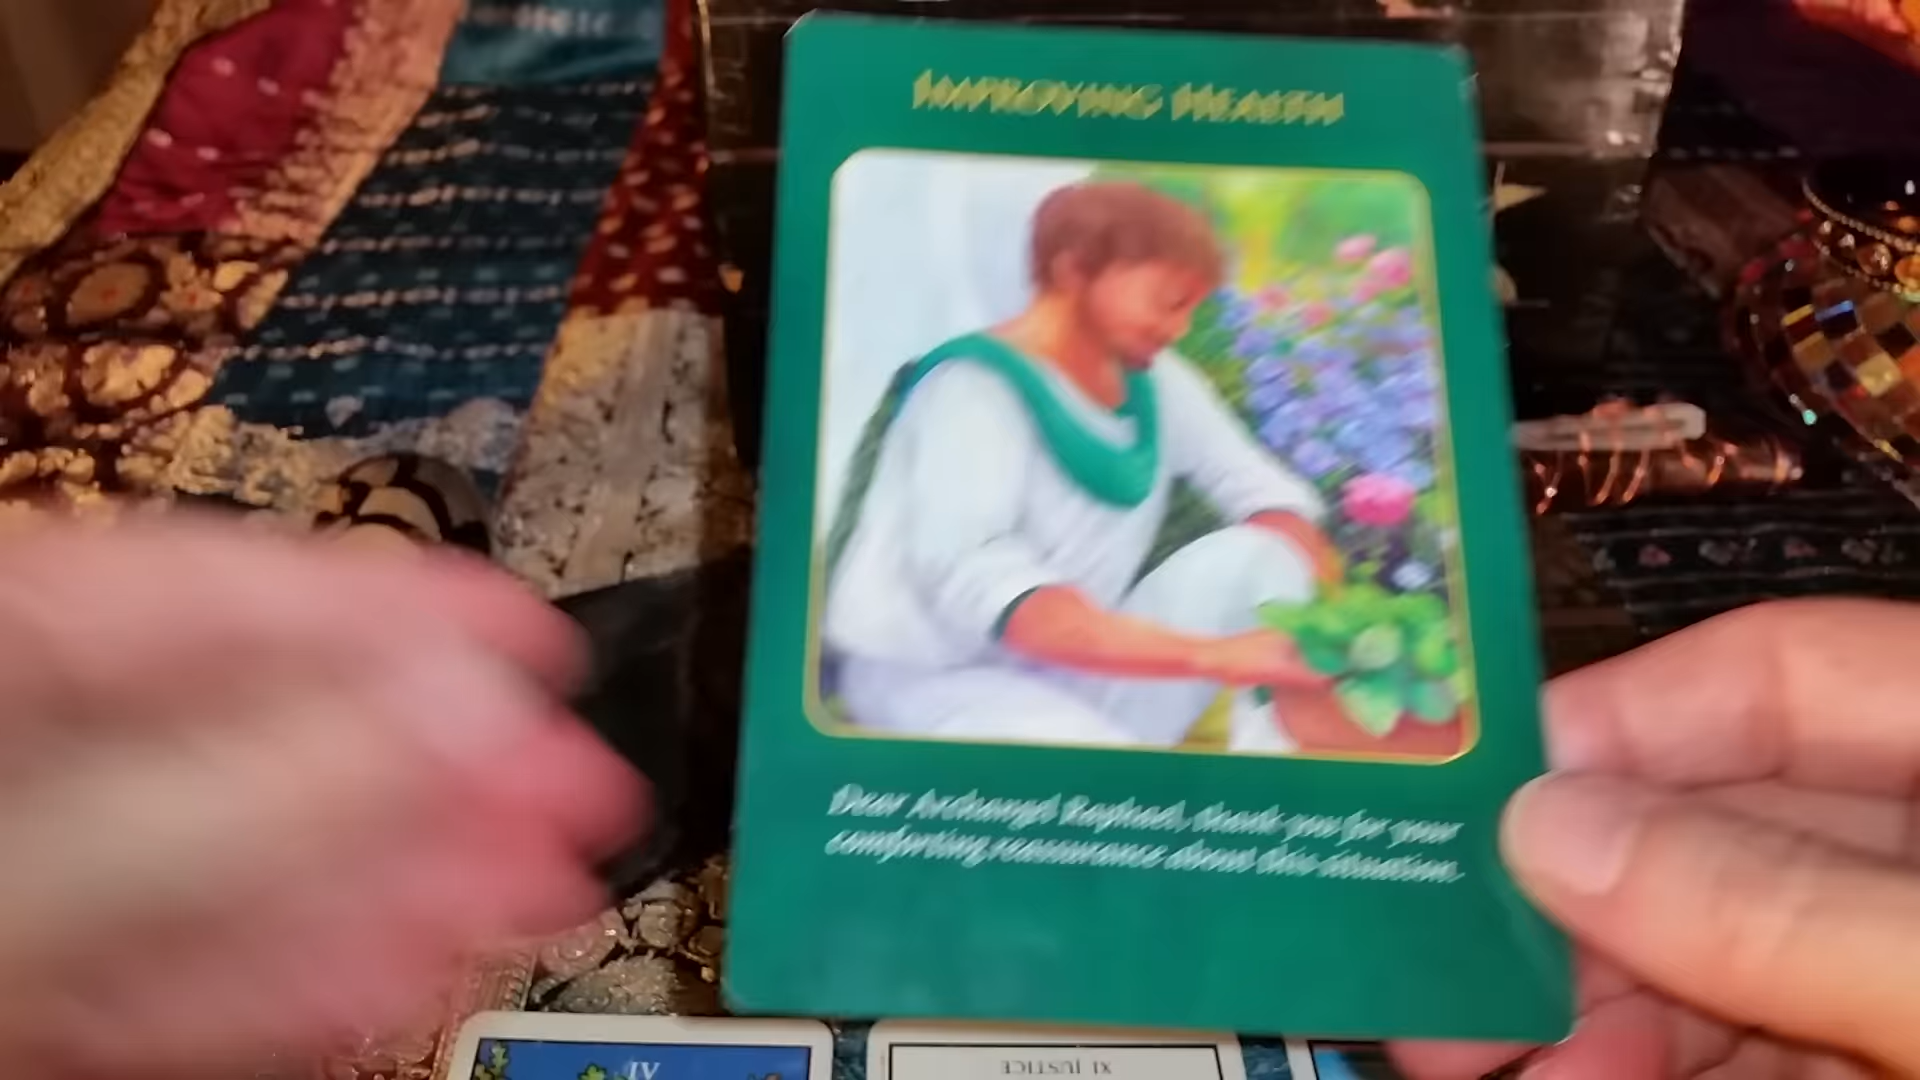 IMPROVING HEALTH
Dear Archangel Raphael, thank you for your
comforting reassurance about this situation.
IV
XI JUSTICE